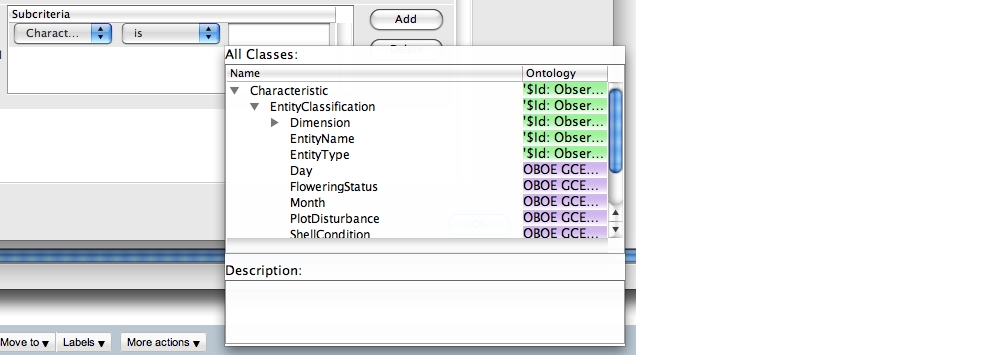 Subcriteria
Charact... is
Add
All Classes:
Name Ontology
Characteristic '$Id: Obser...
EntityClassification '$Id: Obser...
Dimension '$Id: Obser...
EntityName '$Id: Obser...
EntityType '$Id: Obser...
Day OBOE GCE...
FloweringStatus OBOE GCE...
Month OBOE GCE...
PlotDisturbance OBOE GCE...
ShellCondition OBOE GCE...
Description:
Move to Labels More actions